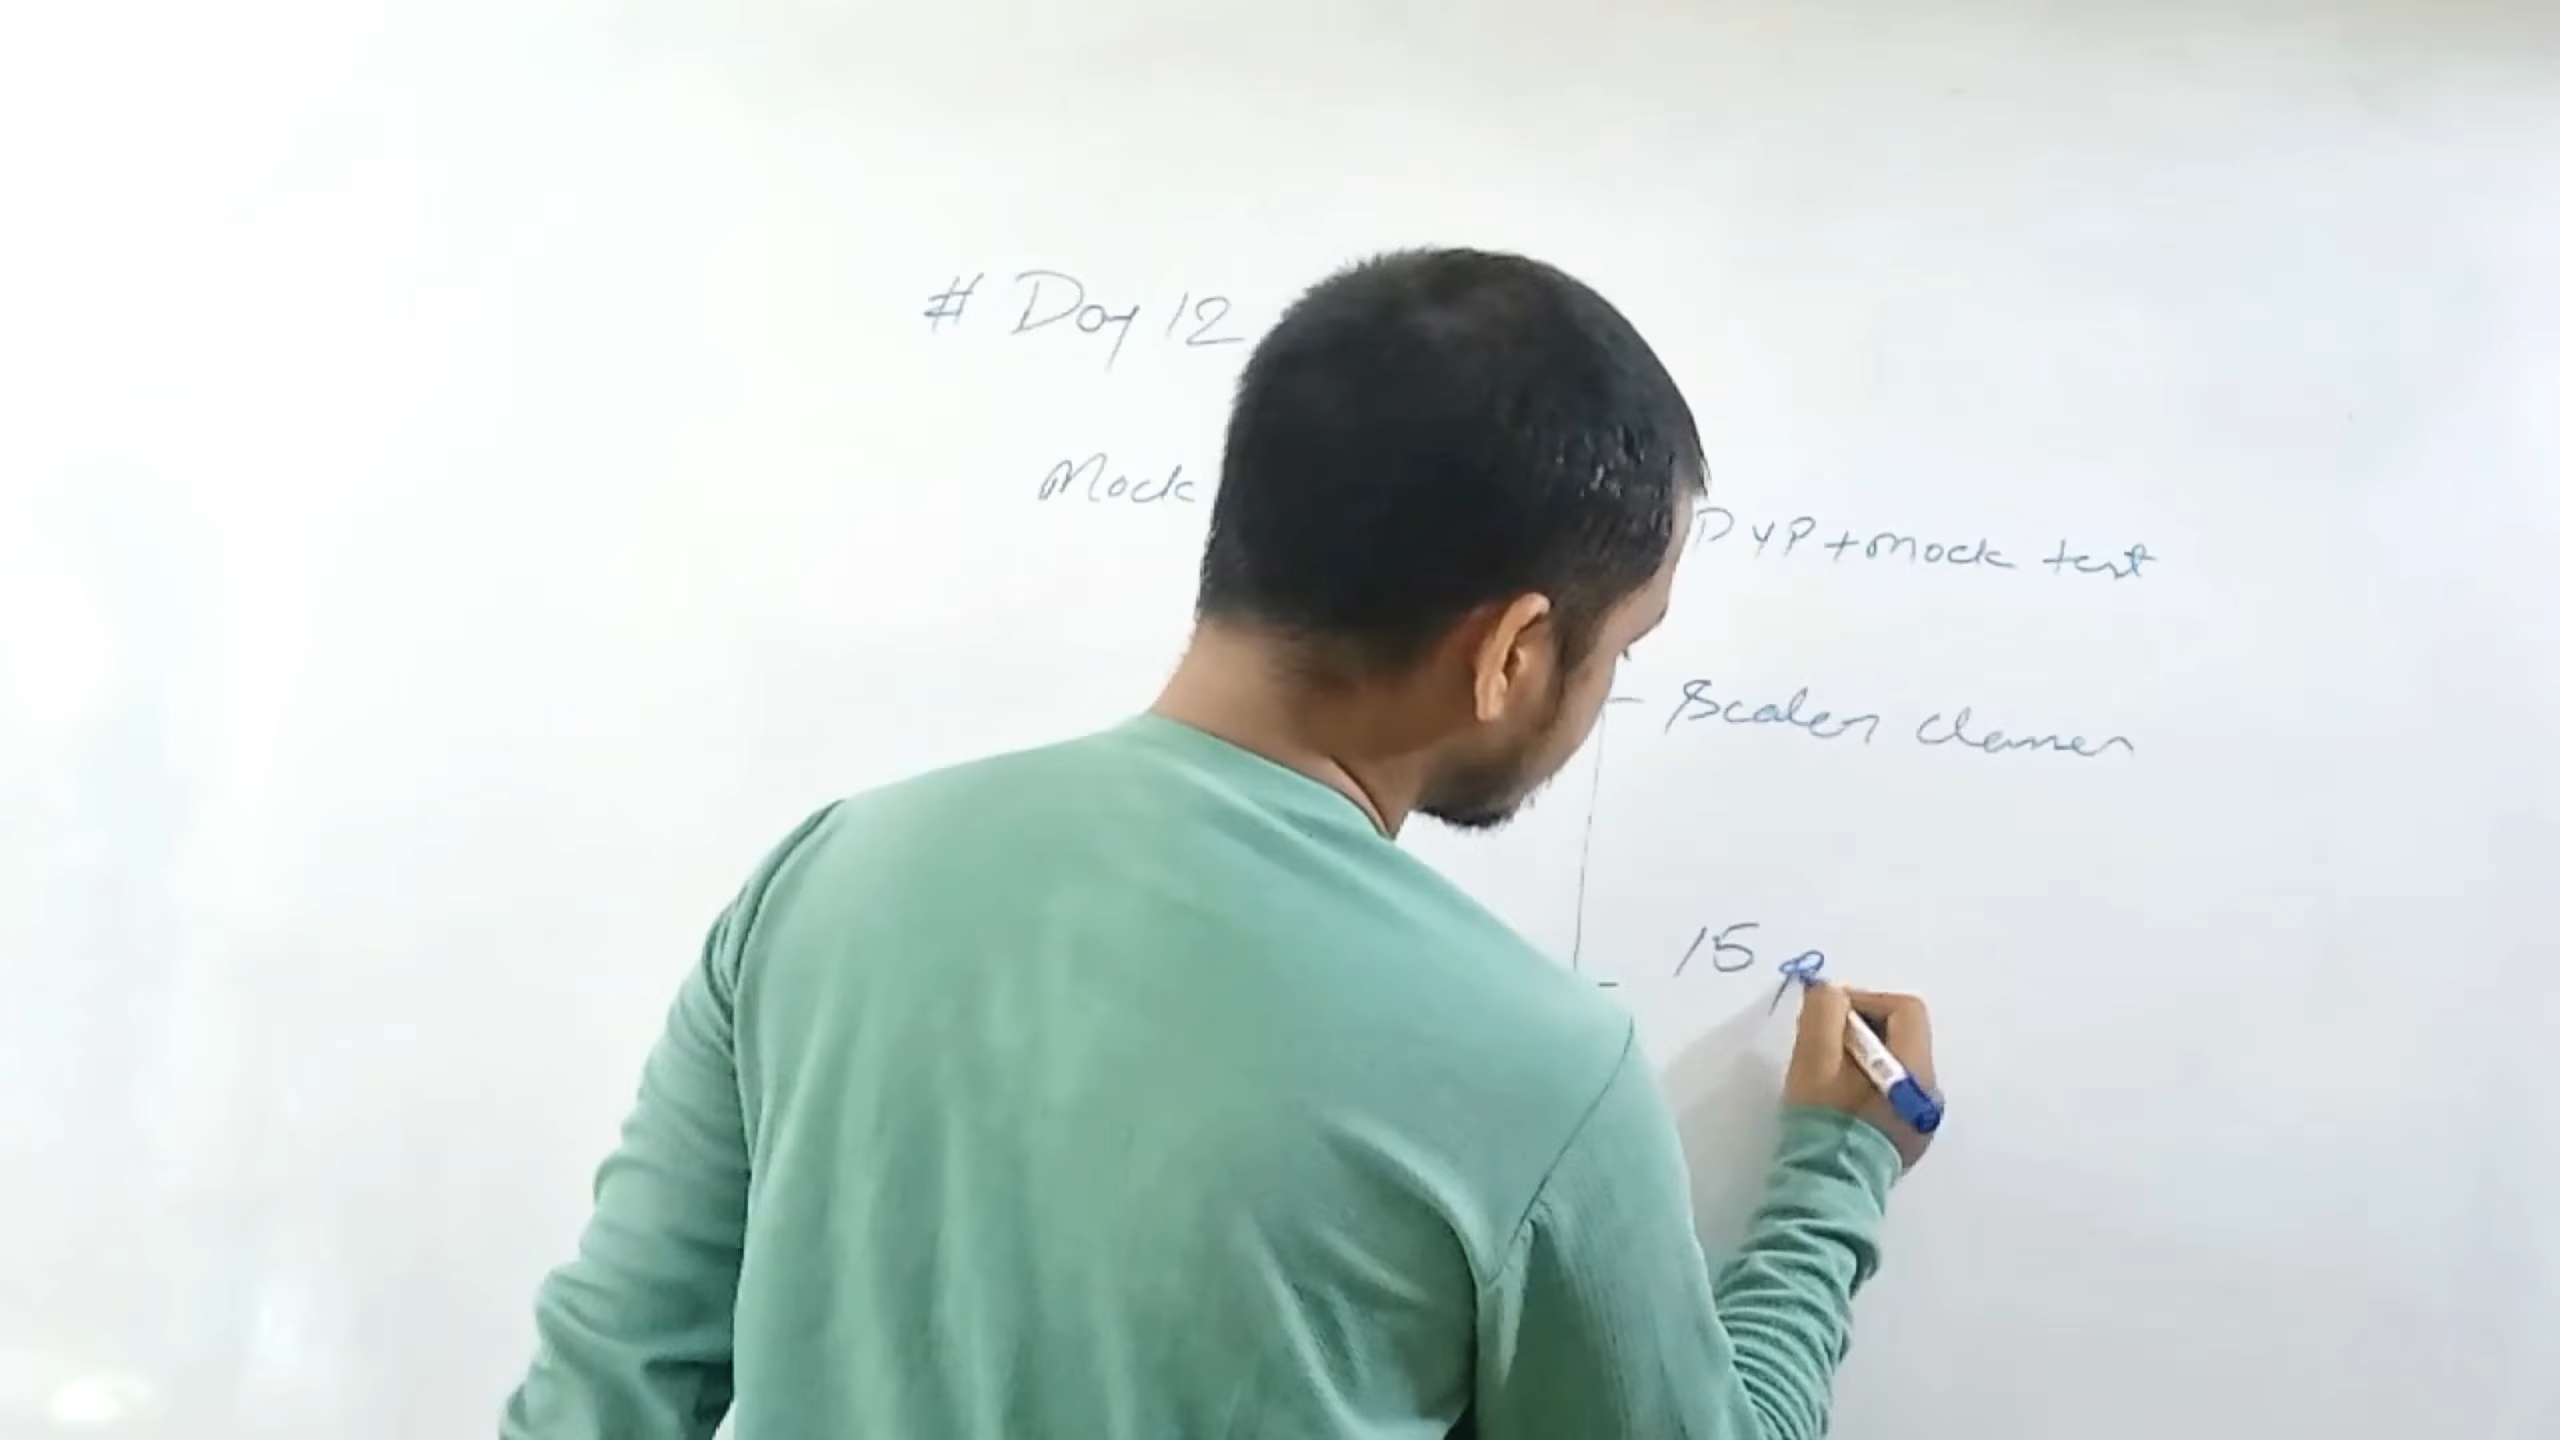 # Day 12
Mock
PYP + Mock test
- Scaler classes
- 15 p